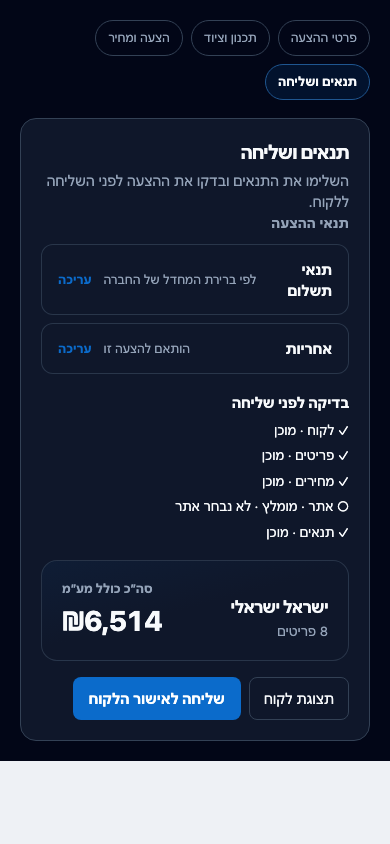 פרטי ההצעה
תכנון וציוד
הצעה ומחיר
תנאים ושליחה
תנאים ושליחה
השלימו את התנאים ובדקו את ההצעה לפני השליחה
ללקוח.
תנאי ההצעה
תנאי
תשלום
לפי ברירת המחדל של החברה
עריכה
אחריות
הותאם להצעה זו
עריכה
בדיקה לפני שליחה
✓ לקוח · מוכן
✓ פריטים · מוכן
✓ מחירים · מוכן
○ אתר · מומלץ · לא נבחר אתר
✓ תנאים · מוכן
ישראל ישראלי
8 פריטים
סה״כ כולל מע״מ
₪6,514
תצוגת לקוח
שליחה לאישור הלקוח